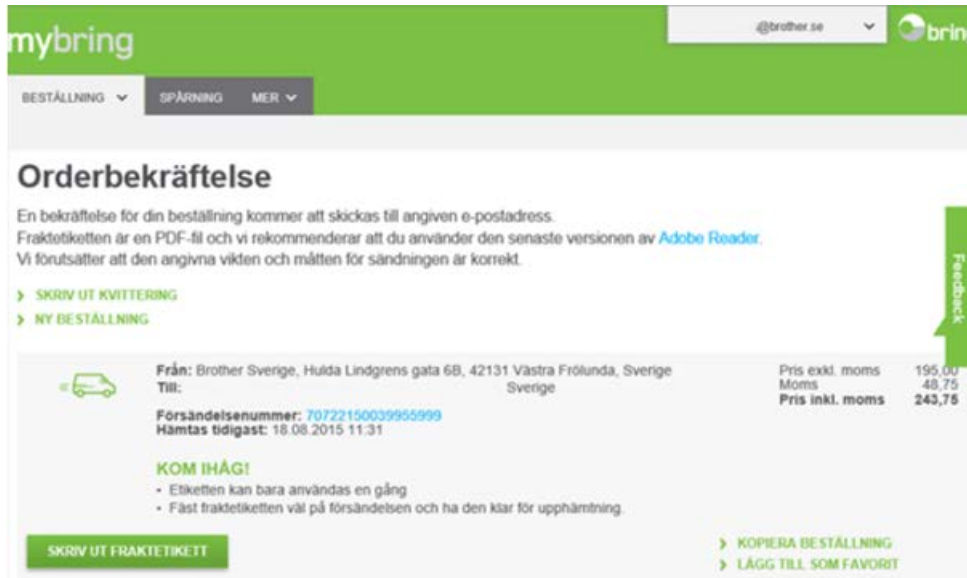 mybring
@brother.se
bring
BESTÄLLNING
SPÅRNING
MER
Orderbekräftelse
En bekräftelse för din beställning kommer att skickas till angiven e-postadress.
Fraktetiketten är en PDF-fil och vi rekommenderar att du använder den senaste versionen av Adobe Reader.
Vi förutsätter att den angivna vikten och måtten för sändningen är korrekt.
SKRIV UT KVITTERING
NY BESTÄLLNING
Feedback
Från: Brother Sverige, Hulda Lindgrens gata 6B, 42131 Västra Frölunda, Sverige
Till: Sverige
Försändelsenummer: 70722150039955999
Hämtas tidigast: 18.08.2015 11:31
Pris exkl. moms 195,00
Moms 48,75
Pris inkl. moms 243,75
KOM IHÅG!
• Etiketten kan bara användas en gång
• Fäst fraktetiketten väl på försändelsen och ha den klar för upphämtning.
SKRIV UT FRAKTETIKETT
KOPIERA BESTÄLLNING
LÄGG TILL SOM FAVORIT